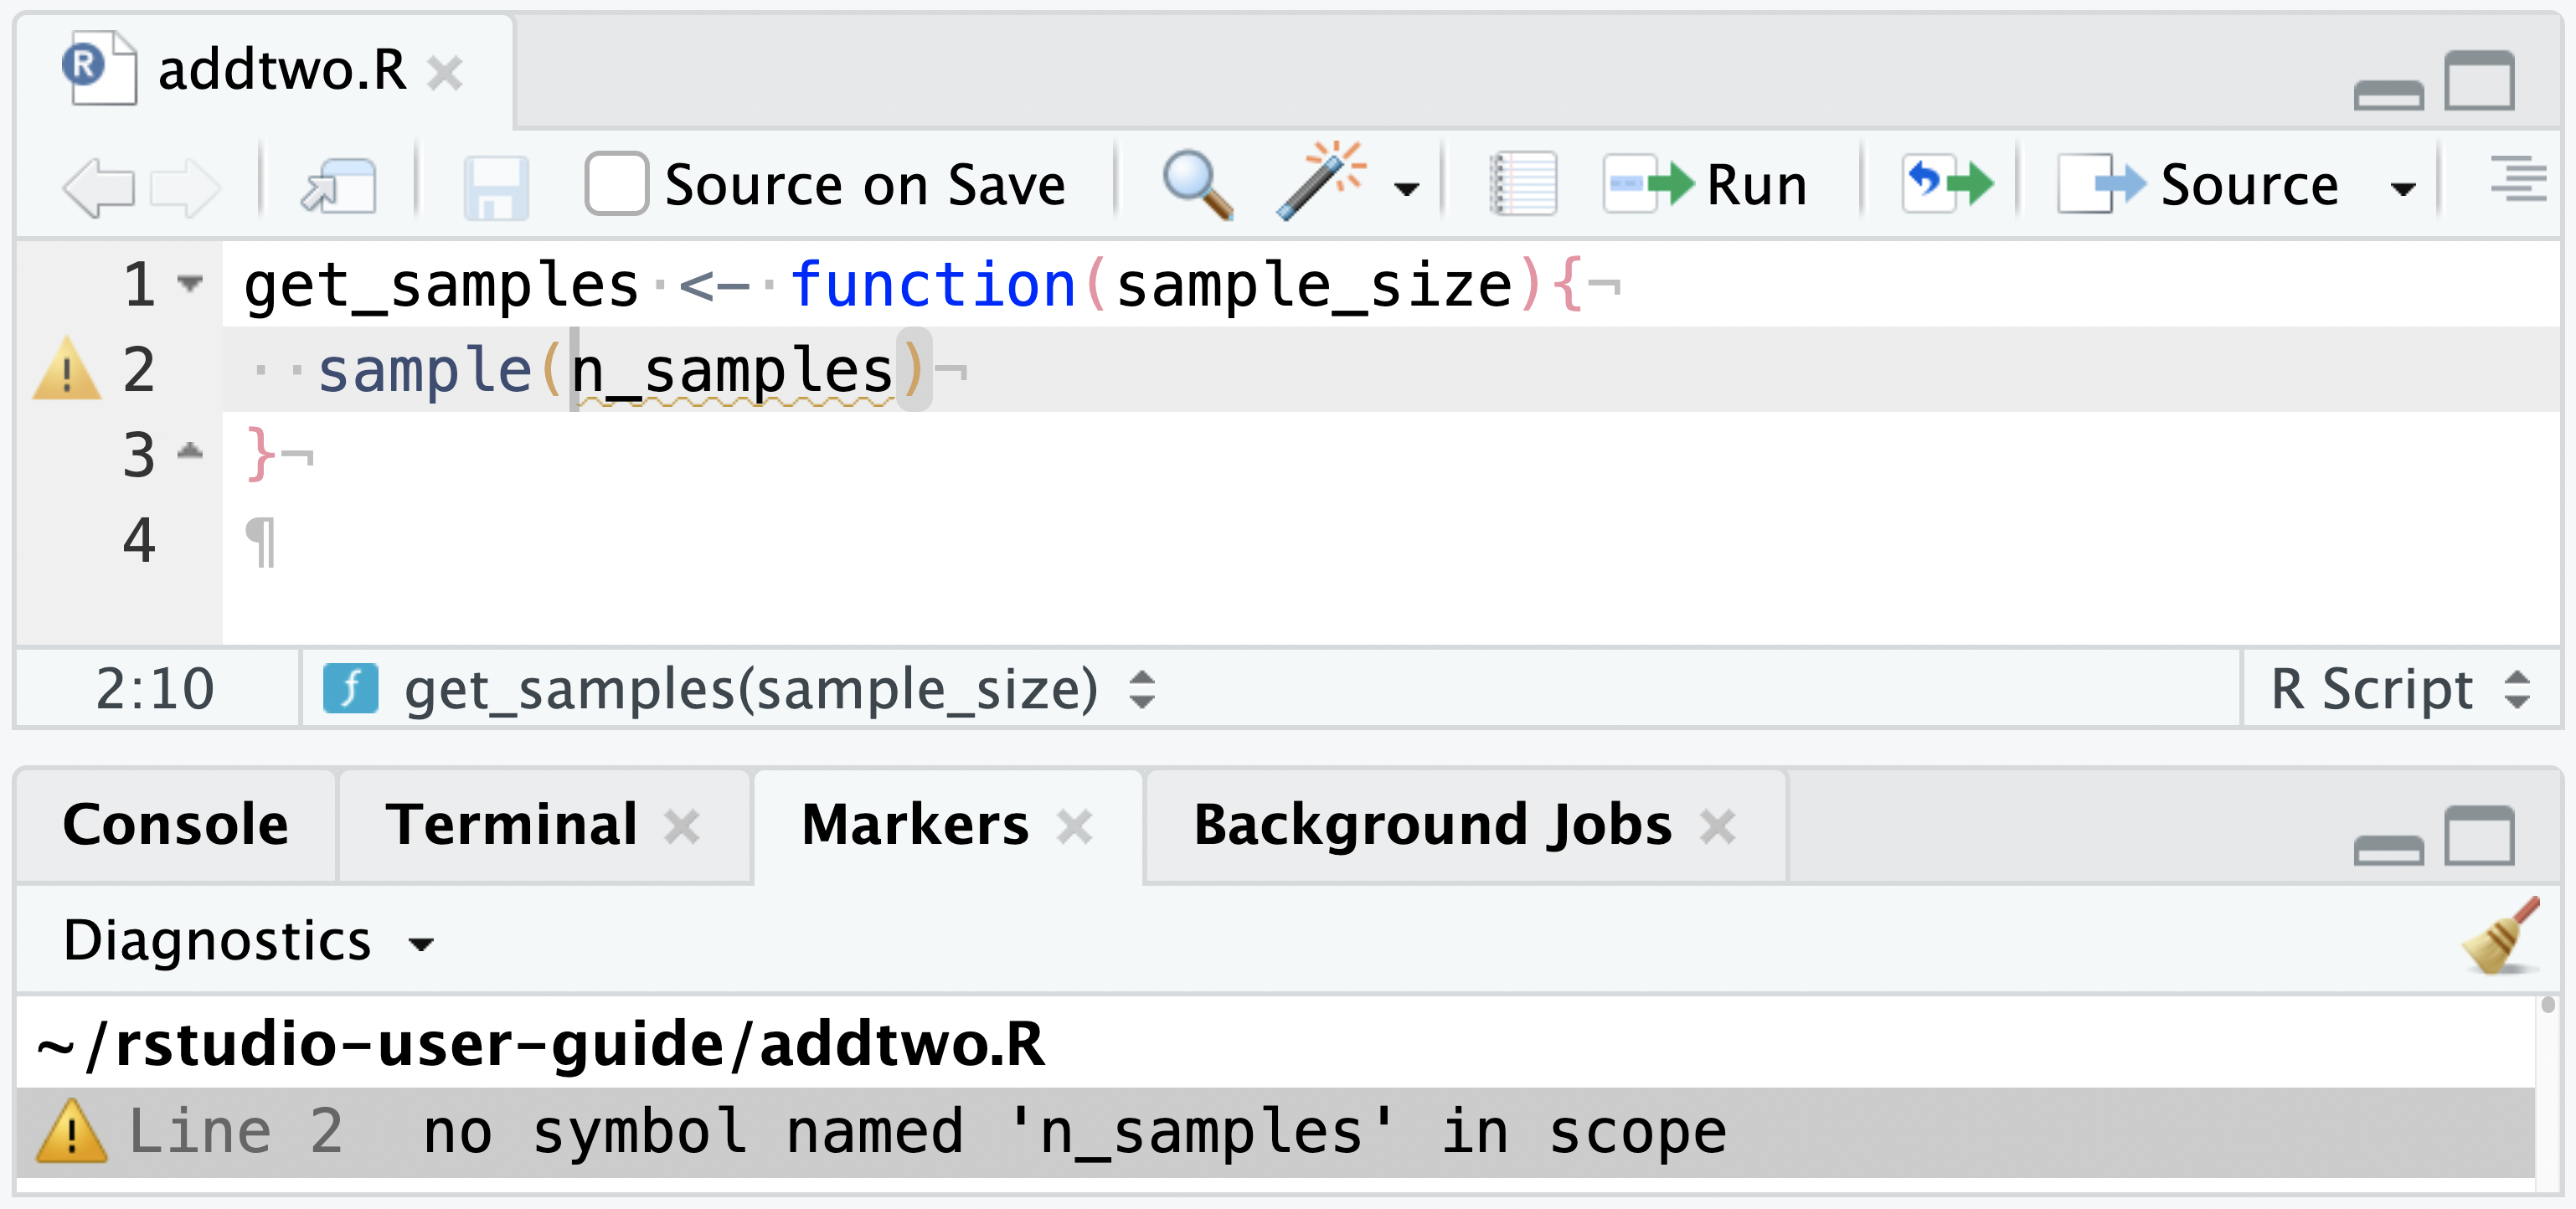 addtwo.R
Source on Save Run Source
1 get_samples <- function(sample_size){
2 sample(n_samples)
3 }
4
2:10 get_samples(sample_size) R Script
Console Terminal Markers Background Jobs
Diagnostics
~/rstudio-user-guide/addtwo.R
Line 2 no symbol named 'n_samples' in scope